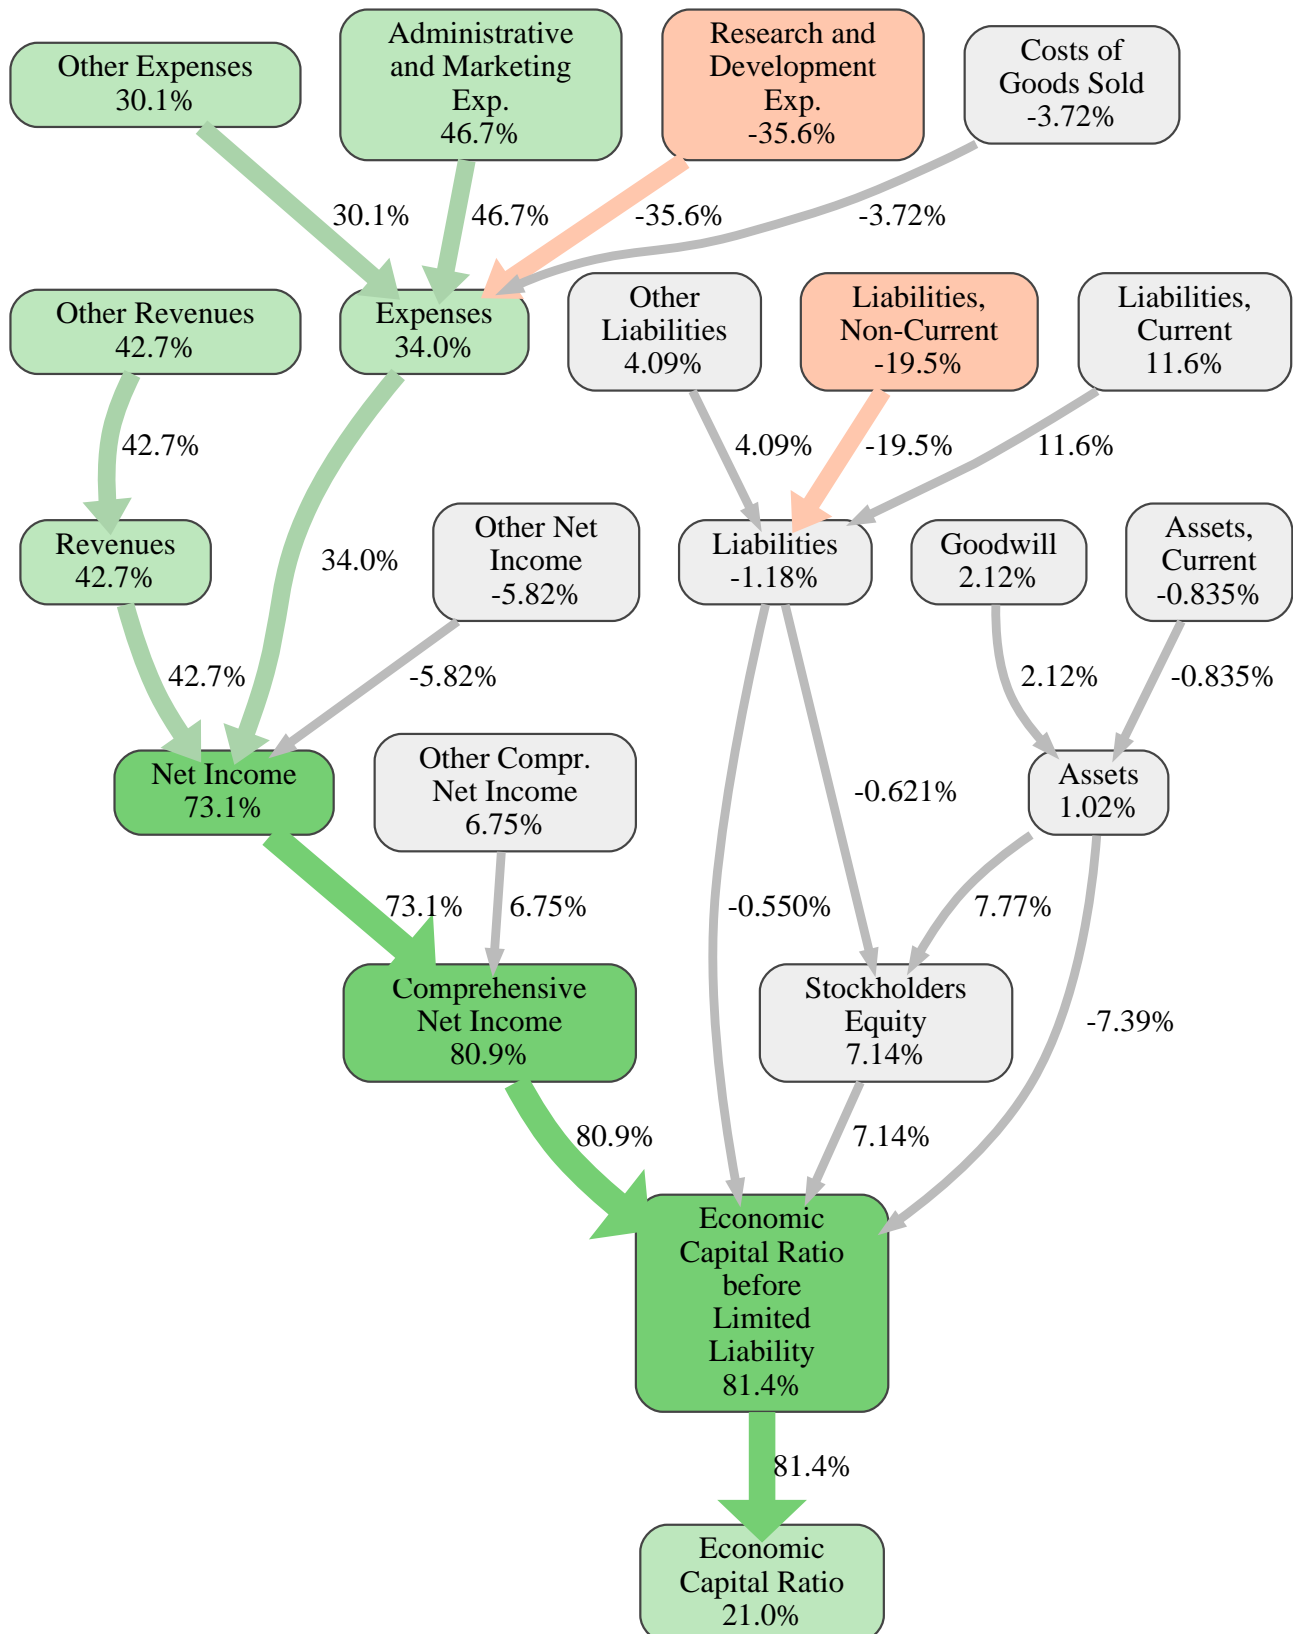 Other Expenses
30.1%
Administrative
and Marketing
Exp.
46.7%
Research and
Development
Exp.
-35.6%
Costs of
Goods Sold
-3.72%
30.1%
46.7%
-35.6%
-3.72%
Other Revenues
42.7%
Expenses
34.0%
Other
Liabilities
4.09%
Liabilities,
Non-Current
-19.5%
Liabilities,
Current
11.6%
42.7%
4.09%
-19.5%
11.6%
Revenues
42.7%
34.0%
Other Net
Income
-5.82%
Liabilities
-1.18%
Goodwill
2.12%
Assets,
Current
-0.835%
42.7%
-5.82%
2.12%
-0.835%
Net Income
73.1%
Other Compr.
Net Income
6.75%
-0.621%
Assets
1.02%
73.1%
6.75%
-0.550%
7.77%
Comprehensive
Net Income
80.9%
Stockholders
Equity
7.14%
-7.39%
80.9%
7.14%
Economic
Capital Ratio
before
Limited
Liability
81.4%
81.4%
Economic
Capital Ratio
21.0%